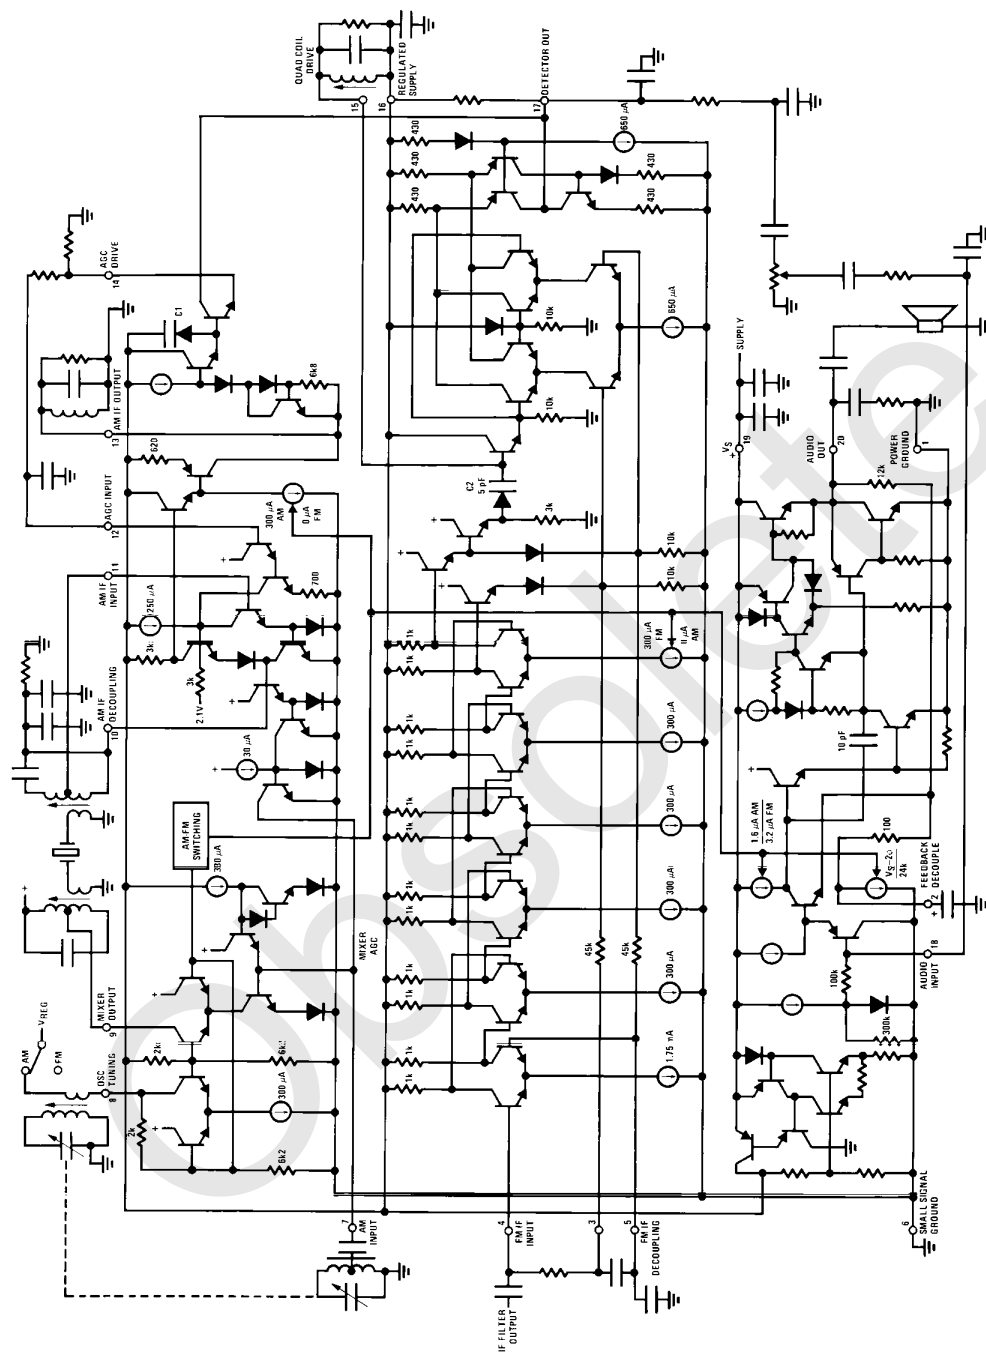 QUAD COIL
DRIVE
REGULATED
SUPPLY
DETECTOR OUT
15
16
17
430
430
430
650 μA
430
430
AGC
DRIVE
14
C1
AM IF OUTPUT
13
6k8
620
AGC INPUT
12
300 μA
AM
0 μA
FM
AM IF
INPUT
11
250 μA
3k
3k
2.1V
700
AM IF
DECOUPLING
10
30 μA
AM/FM
SWITCHING
300 μA
MIXER
OUTPUT
9
AM
FM
VREG
OSC
TUNING
8
2k
2k
6k2
6k2
300 μA
7
AM
INPUT
MIXER
AGC
10k
10k
650 μA
C2
5 pF
3k
10k
10k
1k
1k
1k
1k
1k
1k
1k
1k
1k
1k
1k
1k
300 μA
FM
0 μA
AM
300 μA
300 μA
300 μA
300 μA
1.75 mA
45k
45k
4
FM IF
INPUT
3
5
FM IF
DECOUPLING
IF FILTER
OUTPUT
SUPPLY
VS
+
19
AUDIO
OUT
20
POWER
GROUND
1
12k
10 pF
1.6 μA AM
3.2 μA FM
100
VS–2o
24k
FEEDBACK
DECOUPLE
2
+
100k
18
AUDIO
INPUT
300k
6
SMALL SIGNAL
GROUND
Obsolete